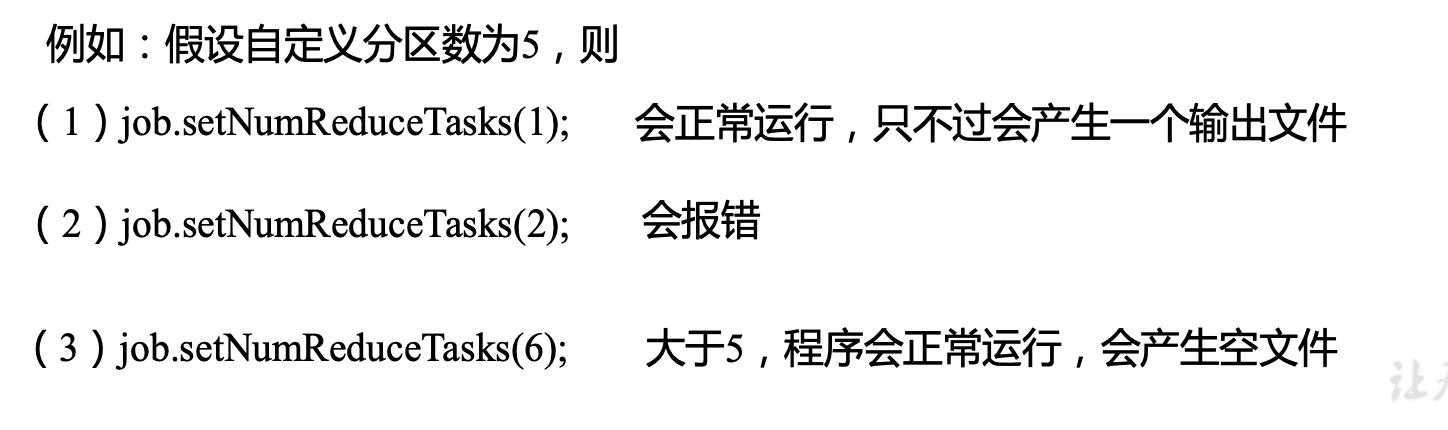 例如：假设自定义分区数为5，则
（1）job.setNumReduceTasks(1); 会正常运行，只不过会产生一个输出文件
（2）job.setNumReduceTasks(2); 会报错
（3）job.setNumReduceTasks(6); 大于5，程序会正常运行，会产生空文件
让